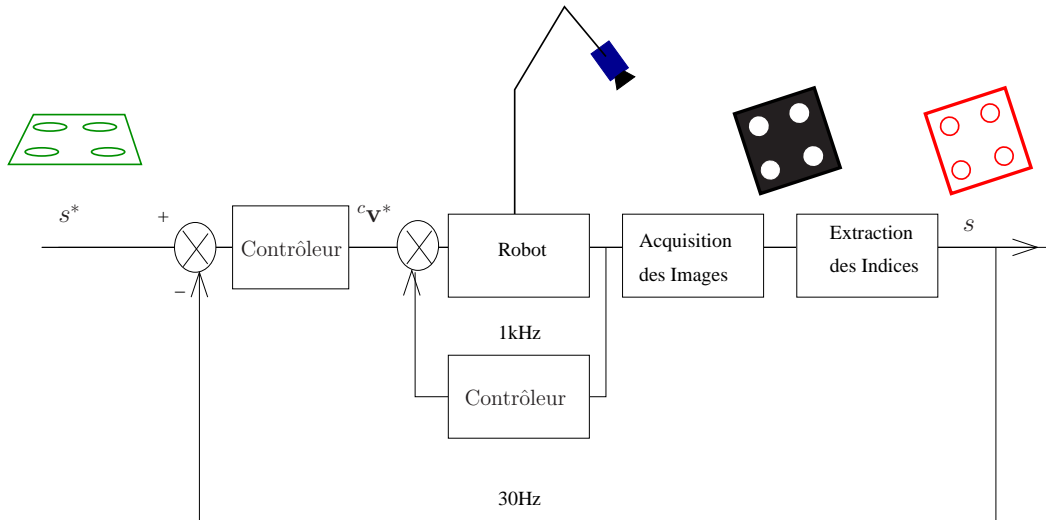 s*
+
−
Contrôleur
ᶜv*
Robot
Acquisition
des Images
Extraction
des Indices
s
1kHz
Contrôleur
30Hz